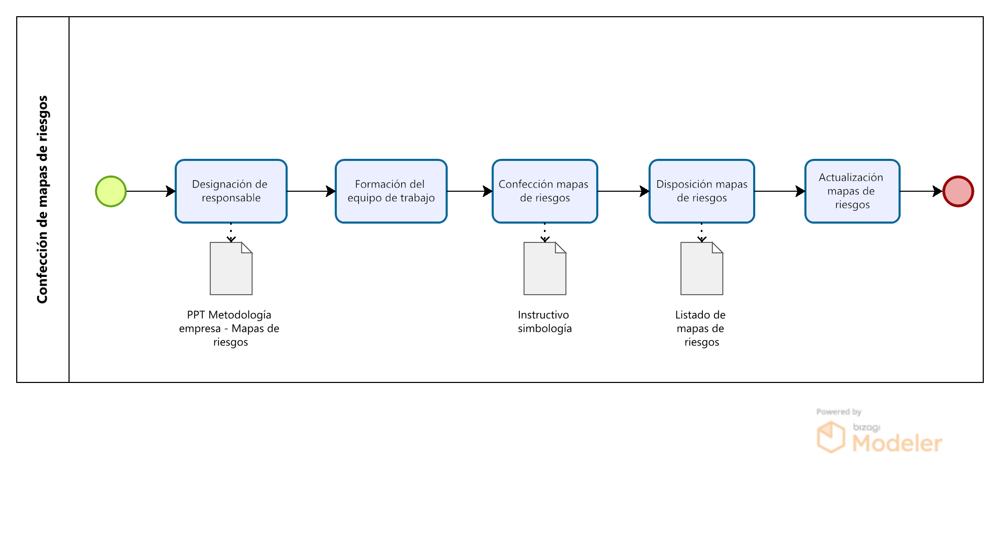 Confección de mapas de riesgos
Designación de
responsable
Formación del
equipo de trabajo
Confección mapas
de riesgos
Disposición mapas
de riesgos
Actualización
mapas de
riesgos
PPT Metodología
empresa - Mapas de
riesgos
Instructivo
simbología
Listado de
mapas de
riesgos
Powered by
bizagi
Modeler